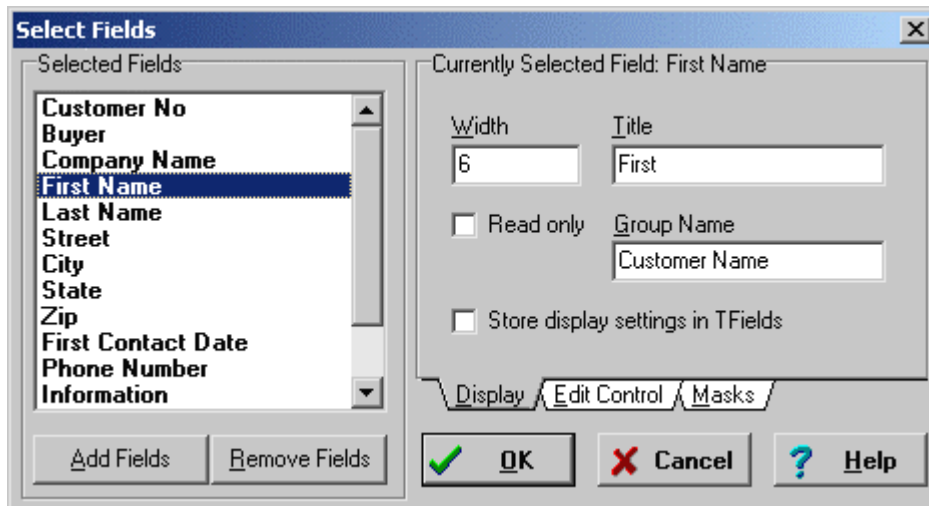 Select Fields
Selected Fields
Customer No
Buyer
Company Name
First Name
Last Name
Street
City
State
Zip
First Contact Date
Phone Number
Information
Add Fields
Remove Fields
Currently Selected Field: First Name
Width
Title
6
First
Read only
Group Name
Customer Name
Store display settings in TFields
Display
Edit Control
Masks
OK
Cancel
Help